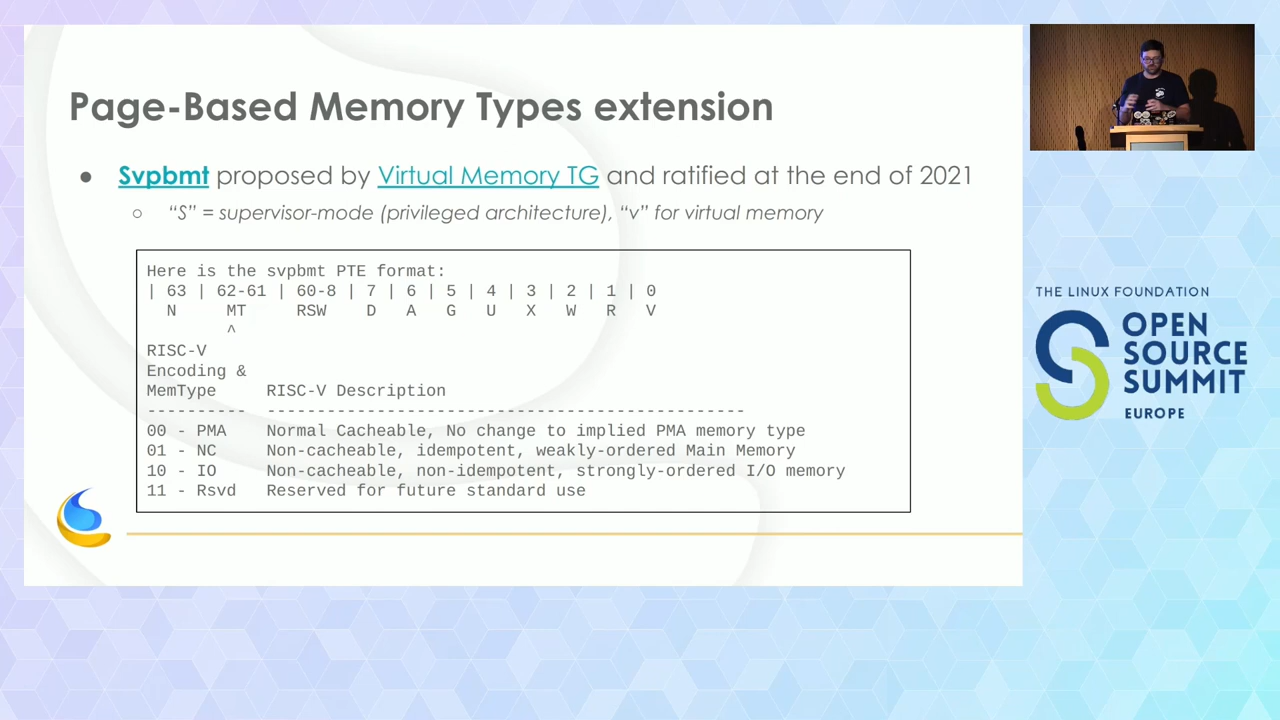 Page-Based Memory Types extension
● Svpbmt proposed by Virtual Memory TG and ratified at the end of 2021
○ “S” = supervisor-mode (privileged architecture), “v” for virtual memory
Here is the svpbmt PTE format:
| 63 | 62-61 | 60-8 | 7 | 6 | 5 | 4 | 3 | 2 | 1 | 0
N MT RSW D A G U X W R V
^
RISC-V
Encoding &
MemType RISC-V Description
---------- ------------------------------------------------
00 - PMA Normal Cacheable, No change to implied PMA memory type
01 - NC Non-cacheable, idempotent, weakly-ordered Main Memory
10 - IO Non-cacheable, non-idempotent, strongly-ordered I/O memory
11 - Rsvd Reserved for future standard use
THE LINUX FOUNDATION
OPEN
SOURCE
SUMMIT
EUROPE